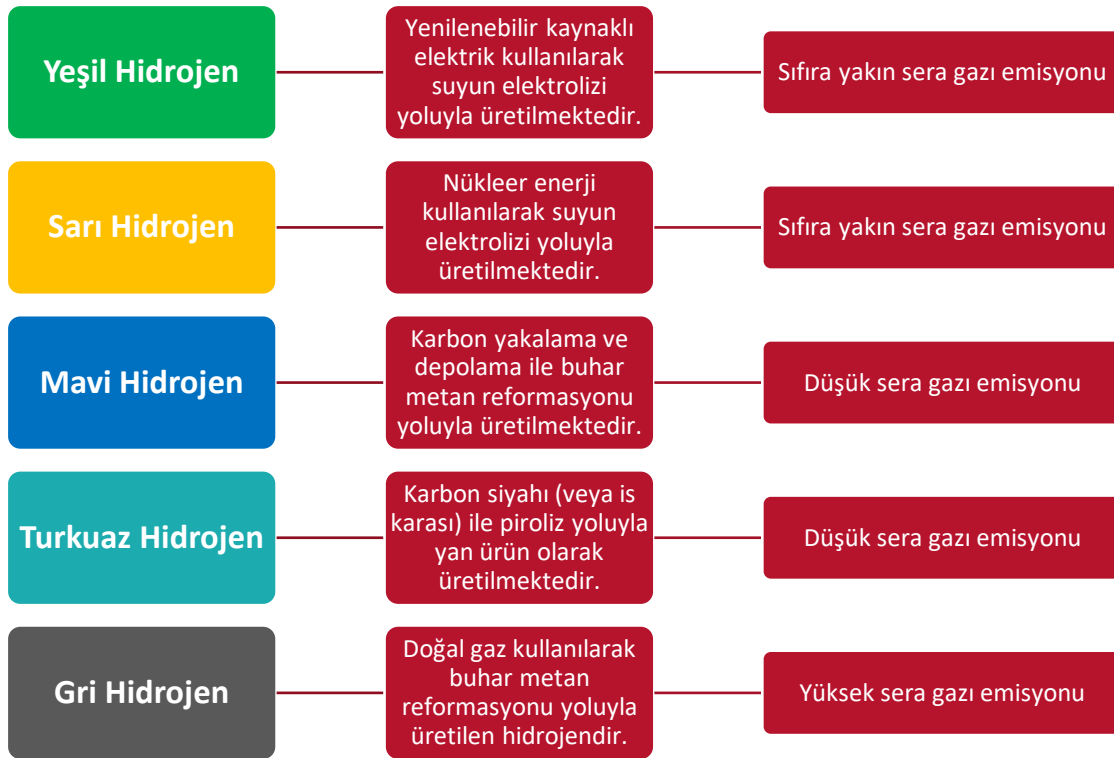 Yeşil Hidrojen
Yenilenebilir kaynaklı
elektrik kullanılarak
suyun elektrolizi
yoluyla üretilmektedir.
Sıfıra yakın sera gazı emisyonu
Sarı Hidrojen
Nükleer enerji
kullanılarak suyun
elektrolizi yoluyla
üretilmektedir.
Sıfıra yakın sera gazı emisyonu
Mavi Hidrojen
Karbon yakalama ve
depolama ile buhar
metan reformasyonu
yoluyla üretilmektedir.
Düşük sera gazı emisyonu
Turkuaz Hidrojen
Karbon siyahı (veya is
karası) ile piroliz yoluyla
yan ürün olarak
üretilmektedir.
Düşük sera gazı emisyonu
Gri Hidrojen
Doğal gaz kullanılarak
buhar metan
reformasyonu yoluyla
üretilen hidrojendir.
Yüksek sera gazı emisyonu